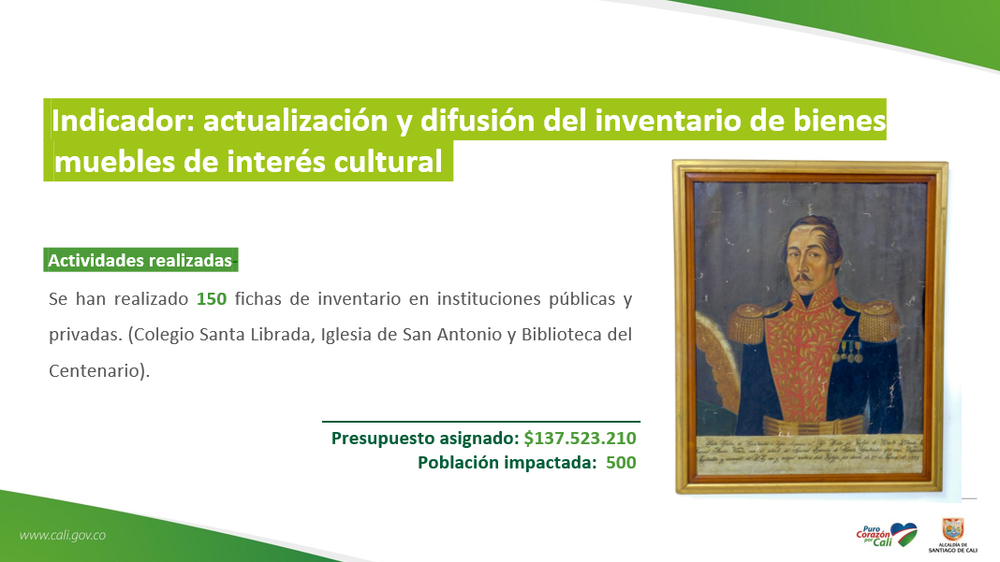 Indicador: actualización y difusión del inventario de bienes
muebles de interés cultural
Actividades realizadas
Se han realizado 150 fichas de inventario en instituciones públicas y
privadas. (Colegio Santa Librada, Iglesia de San Antonio y Biblioteca del
Centenario).
Presupuesto asignado: $137.523.210
Población impactada: 500
www.cali.gov.co
Puro
Corazón
por Cali
ALCALDÍA DE
SANTIAGO DE CALI